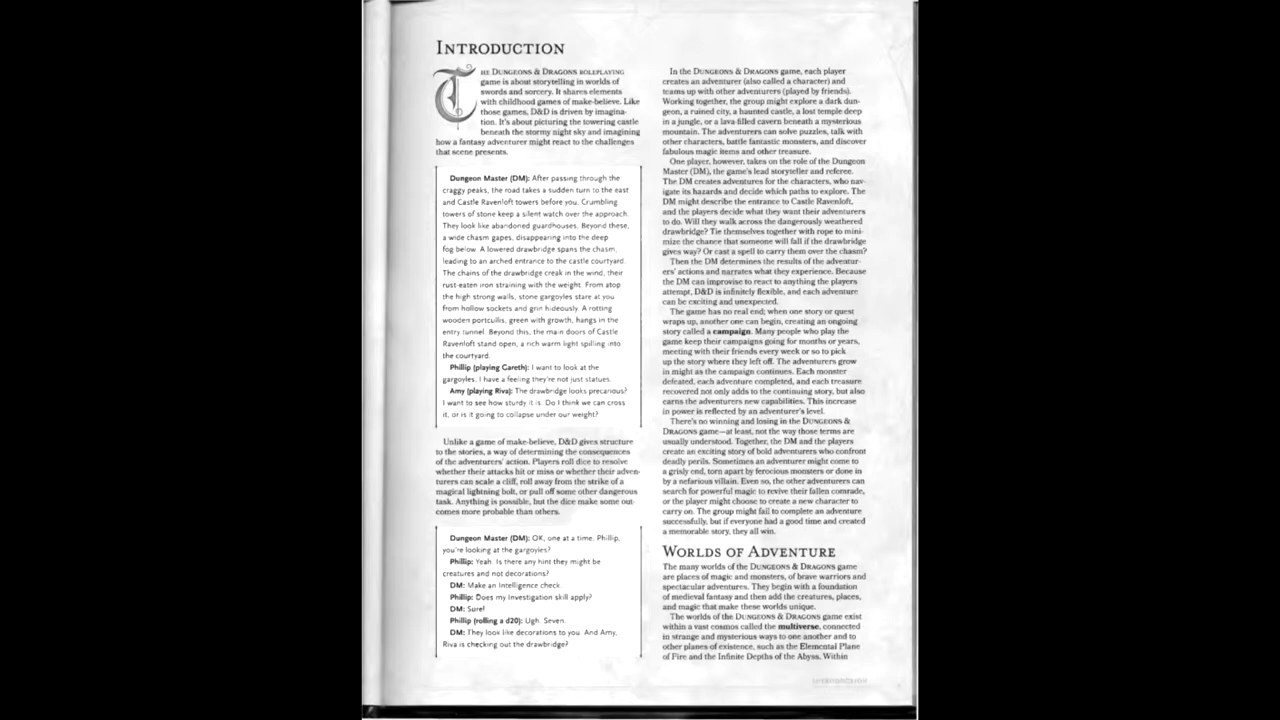 INTRODUCTION
THE DUNGEONS & DRAGONS ROLEPLAYING
game is about storytelling in worlds of
swords and sorcery. It shares elements
with childhood games of make-believe. Like
those games, D&D is driven by imagina-
tion. It's about picturing the towering castle
beneath the stormy night sky and imagining
how a fantasy adventurer might react to the challenges
that scene presents.
Dungeon Master (DM): After passing through the
craggy peaks, the road takes a sudden turn to the east
and Castle Ravenloft towers before you. Crumbling
towers of stone keep a silent watch over the approach.
They look like abandoned guardhouses. Beyond these,
a wide chasm gapes, disappearing into the deep
fog below. A lowered drawbridge spans the chasm,
leading to an arched entrance to the castle courtyard.
The chains of the drawbridge creak in the wind, their
rust-eaten iron straining with the weight. From atop
the high strong walls, stone gargoyles stare at you
from hollow sockets and grin hideously. A rotting
wooden portcullis, green with growth, hangs in the
entry tunnel. Beyond this, the main doors of Castle
Ravenloft stand open, a rich warm light spilling into
the courtyard.
Phillip (playing Gareth): I want to look at the
gargoyles. I have a feeling they're not just statues.
Amy (playing Riva): The drawbridge looks precarious?
I want to see how sturdy it is. Do I think we can cross
it, or is it going to collapse under our weight?
Unlike a game of make-believe, D&D gives structure
to the stories, a way of determining the consequences
of the adventurers' action. Players roll dice to resolve
whether their attacks hit or miss or whether their adven-
turers can scale a cliff, roll away from the strike of a
magical lightning bolt, or pull off some other dangerous
task. Anything is possible, but the dice make some out-
comes more probable than others.
Dungeon Master (DM): OK, one at a time. Phillip,
you're looking at the gargoyles?
Phillip: Yeah. Is there any hint they might be
creatures and not decorations?
DM: Make an Intelligence check.
Phillip: Does my Investigation skill apply?
DM: Sure!
Phillip (rolling a d20): Ugh. Seven.
DM: They look like decorations to you. And Amy,
Riva is checking out the drawbridge?
In the DUNGEONS & DRAGONS game, each player
creates an adventurer (also called a character) and
teams up with other adventurers (played by friends).
Working together, the group might explore a dark dun-
geon, a ruined city, a haunted castle, a lost temple deep
in a jungle, or a lava-filled cavern beneath a mysterious
mountain. The adventurers can solve puzzles, talk with
other characters, battle fantastic monsters, and discover
fabulous magic items and other treasure.
One player, however, takes on the role of the Dungeon
Master (DM), the game's lead storyteller and referee.
The DM creates adventures for the characters, who nav-
igate its hazards and decide which paths to explore. The
DM might describe the entrance to Castle Ravenloft,
and the players decide what they want their adventurers
to do. Will they walk across the dangerously weathered
drawbridge? Tie themselves together with rope to mini-
mize the chance that someone will fall if the drawbridge
gives way? Or cast a spell to carry them over the chasm?
Then the DM determines the results of the adventur-
ers' actions and narrates what they experience. Because
the DM can improvise to react to anything the players
attempt, D&D is infinitely flexible, and each adventure
can be exciting and unexpected.
The game has no real end; when one story or quest
wraps up, another one can begin, creating an ongoing
story called a campaign. Many people who play the
game keep their campaigns going for months or years,
meeting with their friends every week or so to pick
up the story where they left off. The adventurers grow
in might as the campaign continues. Each monster
defeated, each adventure completed, and each treasure
recovered not only adds to the continuing story, but also
earns the adventurers new capabilities. This increase
in power is reflected by an adventurer's level.
There's no winning and losing in the DUNGEONS &
DRAGONS game—at least, not the way those terms are
usually understood. Together, the DM and the players
create an exciting story of bold adventurers who confront
deadly perils. Sometimes an adventurer might come to
a grisly end, torn apart by ferocious monsters or done in
by a nefarious villain. Even so, the other adventurers can
search for powerful magic to revive their fallen comrade,
or the player might choose to create a new character to
carry on. The group might fail to complete an adventure
successfully, but if everyone had a good time and created
a memorable story, they all win.
WORLDS OF ADVENTURE
The many worlds of the DUNGEONS & DRAGONS game
are places of magic and monsters, of brave warriors and
spectacular adventures. They begin with a foundation
of medieval fantasy and then add the creatures, places,
and magic that make these worlds unique.
The worlds of the DUNGEONS & DRAGONS game exist
within a vast cosmos called the multiverse, connected
in strange and mysterious ways to one another and to
other planes of existence, such as the Elemental Plane
of Fire and the Infinite Depths of the Abyss. Within